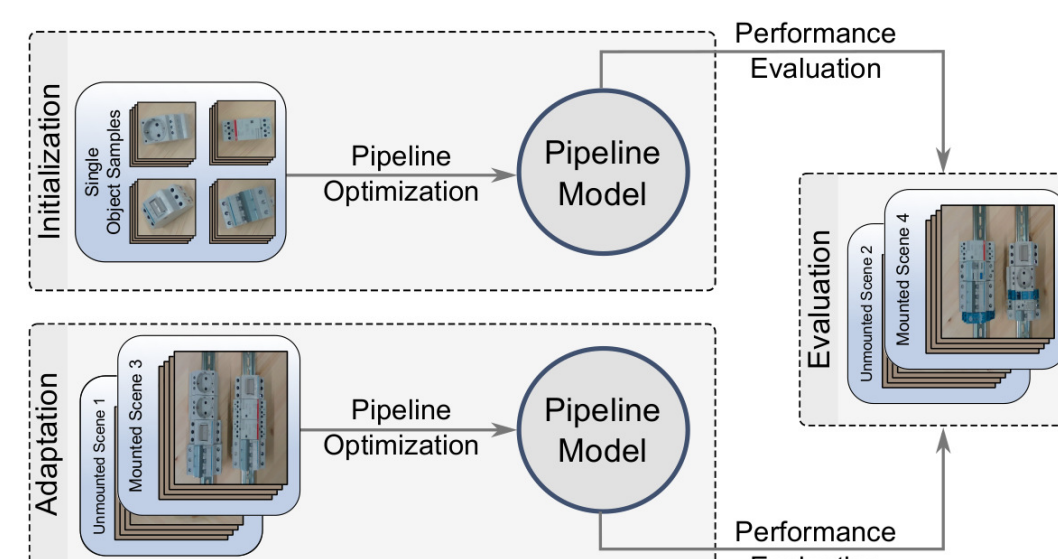 Performance
Evaluation
Initialization
Single
Object Samples
Pipeline
Optimization
Pipeline
Model
Evaluation
Unmounted Scene 2
Mounted Scene 4
Adaptation
Unmounted Scene 1
Mounted Scene 3
Pipeline
Optimization
Pipeline
Model
Performance